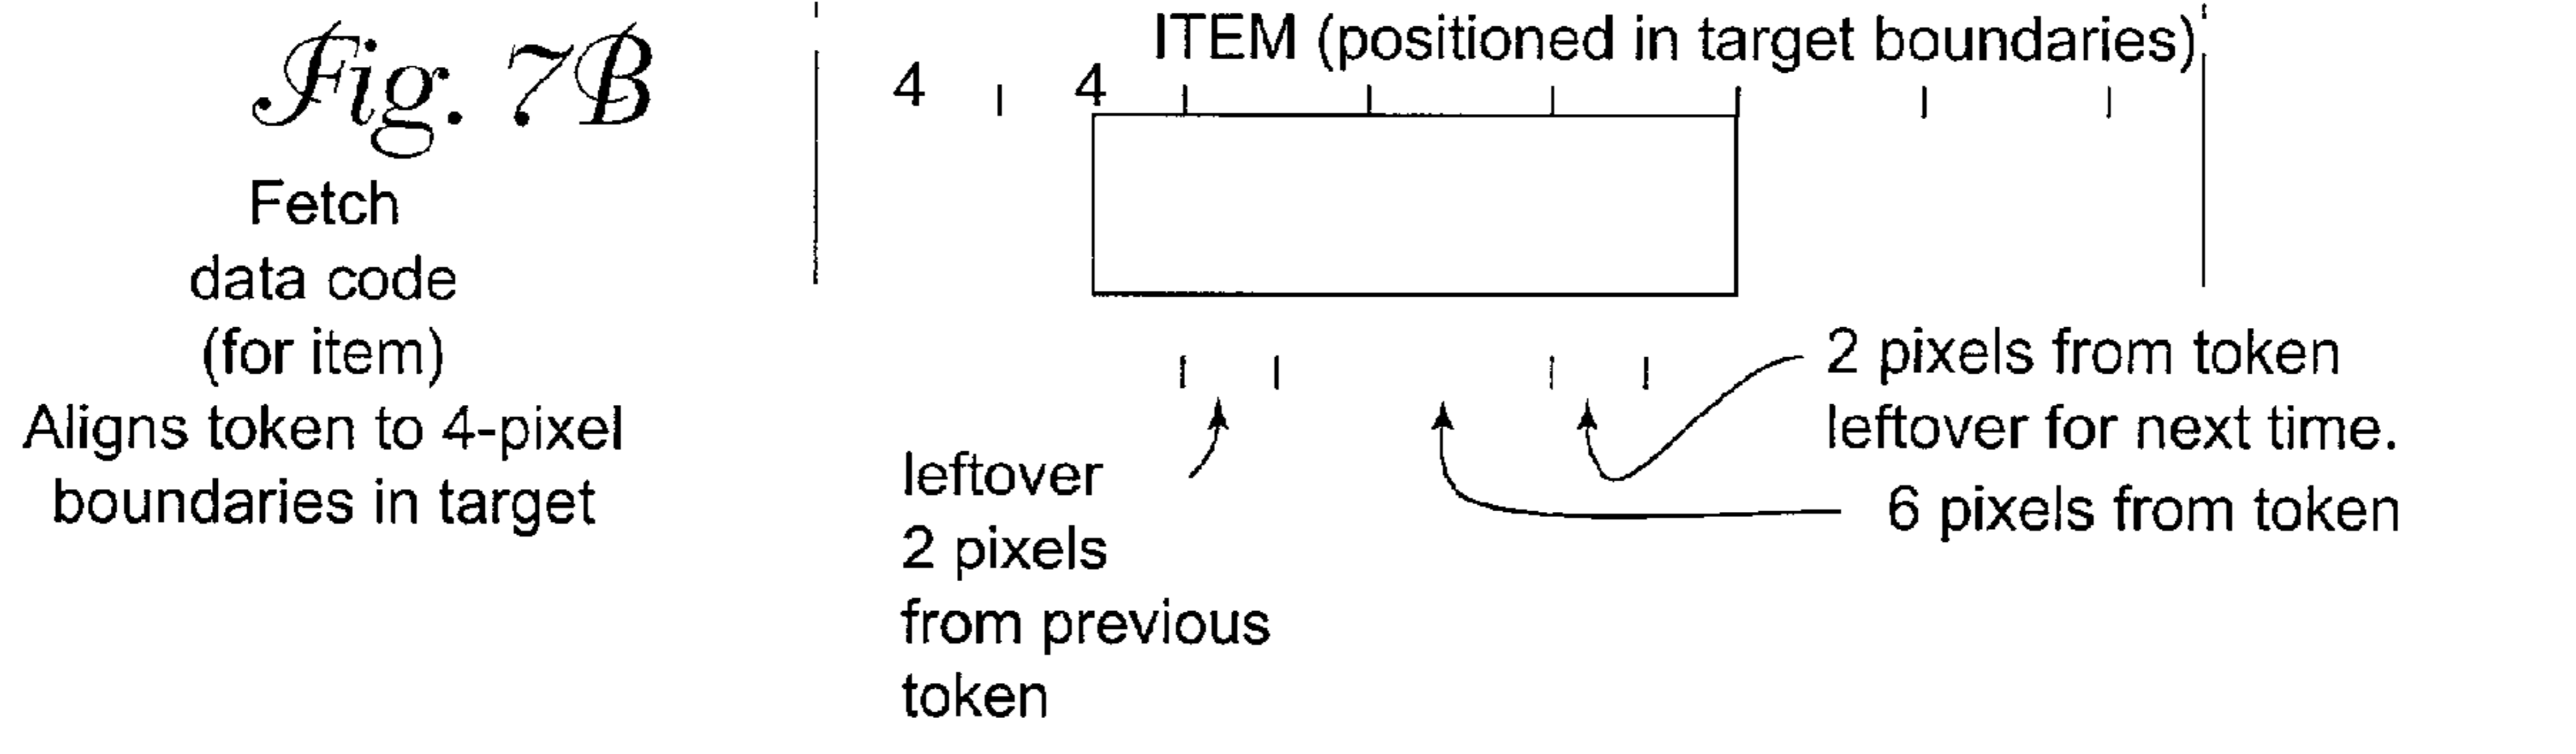 Fig. 7B
Fetch
data code
(for item)
Aligns token to 4-pixel
boundaries in target
ITEM (positioned in target boundaries)
4 4
2 pixels from token
leftover for next time.
6 pixels from token
leftover
2 pixels
from previous
token